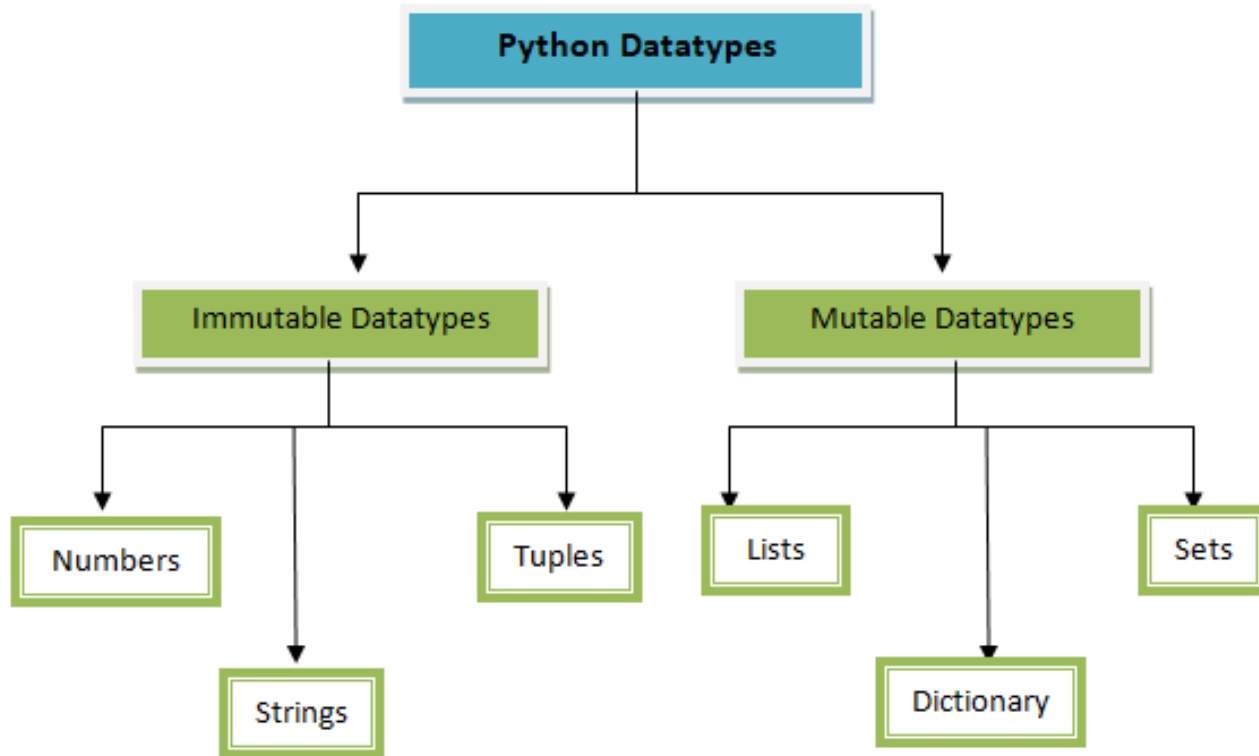 Python Datatypes
Immutable Datatypes
Mutable Datatypes
Numbers
Tuples
Lists
Sets
Strings
Dictionary